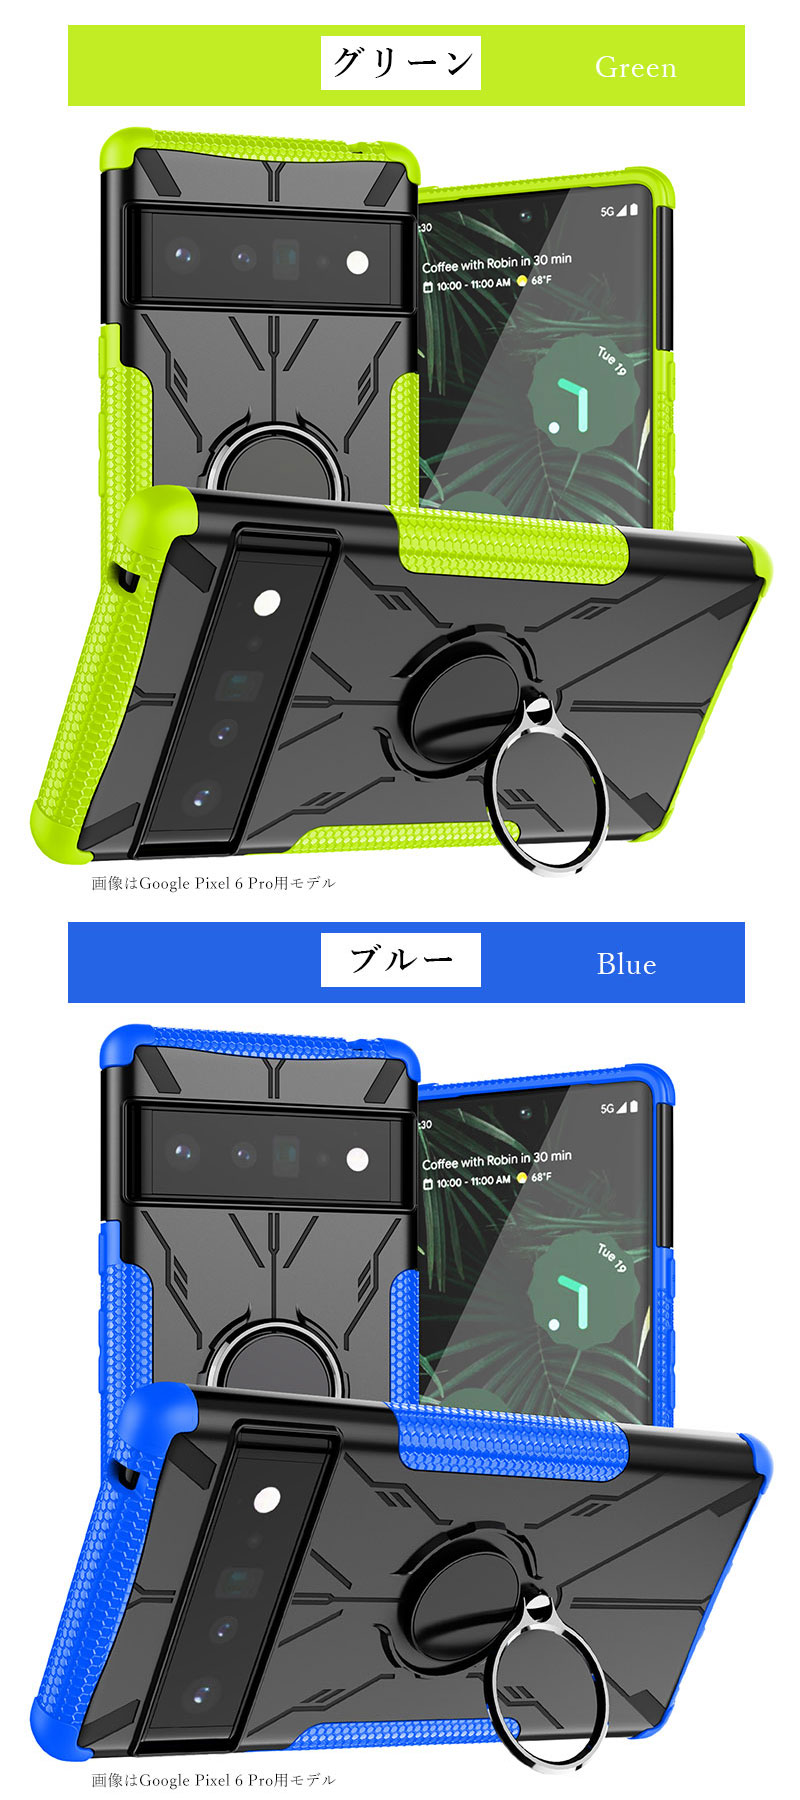 グリーン
Green
:30
5G
Coffee with Robin in 30 min
10:00 - 11:00 AM 68°F
Tue 19
画像はGoogle Pixel 6 Pro用モデル
ブルー
Blue
:30
5G
Coffee with Robin in 30 min
10:00 - 11:00 AM 68°F
Tue 19
画像はGoogle Pixel 6 Pro用モデル